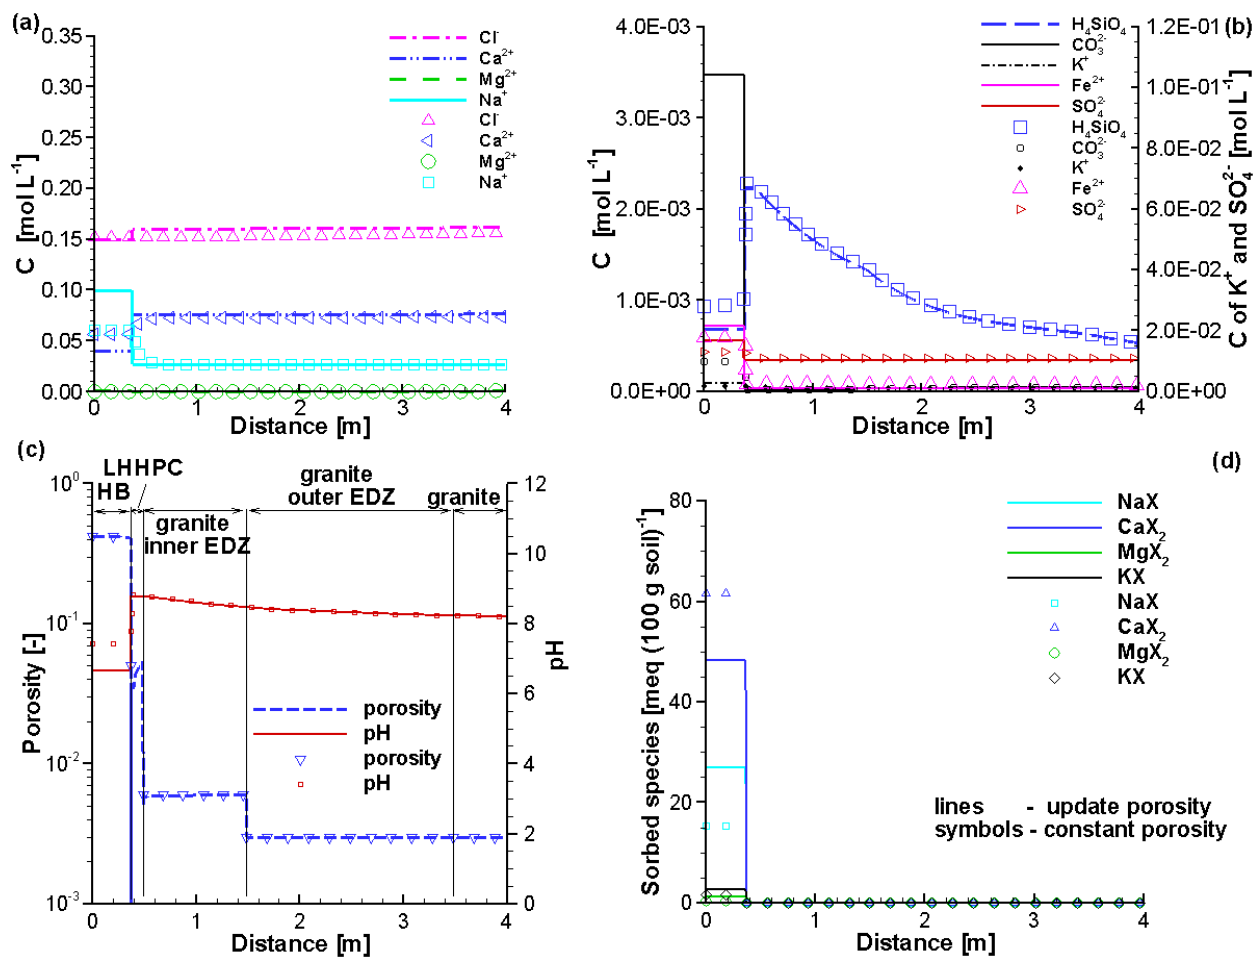 (a)
0.35
0.30
0.25
0.20
0.15
0.10
0.05
0.00
C [mol L⁻¹]
0 1 2 3 4
Distance [m]
Cl⁻
Ca²⁺
Mg²⁺
Na⁺
Cl⁻
Ca²⁺
Mg²⁺
Na⁺
(b)
4.0E-03
3.0E-03
2.0E-03
1.0E-03
0.0E+00
C [mol L⁻¹]
0 1 2 3 4
Distance [m]
1.2E-01
1.0E-01
8.0E-02
6.0E-02
4.0E-02
2.0E-02
0.0E+00
C of K⁺ and SO₄²⁻ [mol L⁻¹]
H₄SiO₄
CO₃²⁻
K⁺
Fe²⁺
SO₄²⁻
H₄SiO₄
CO₃²⁻
K⁺
Fe²⁺
SO₄²⁻
(c)
LHHPC
HB
granite
inner EDZ
granite
outer EDZ
granite
10⁰
10⁻¹
10⁻²
10⁻³
Porosity [-]
0 1 2 3 4
Distance [m]
12
10
8
6
4
2
0
pH
porosity
pH
porosity
pH
(d)
80
60
40
20
0
Sorbed species [meq (100 g soil)⁻¹]
0 1 2 3 4
Distance [m]
NaX
CaX₂
MgX₂
KX
NaX
CaX₂
MgX₂
KX
lines - update porosity
symbols - constant porosity